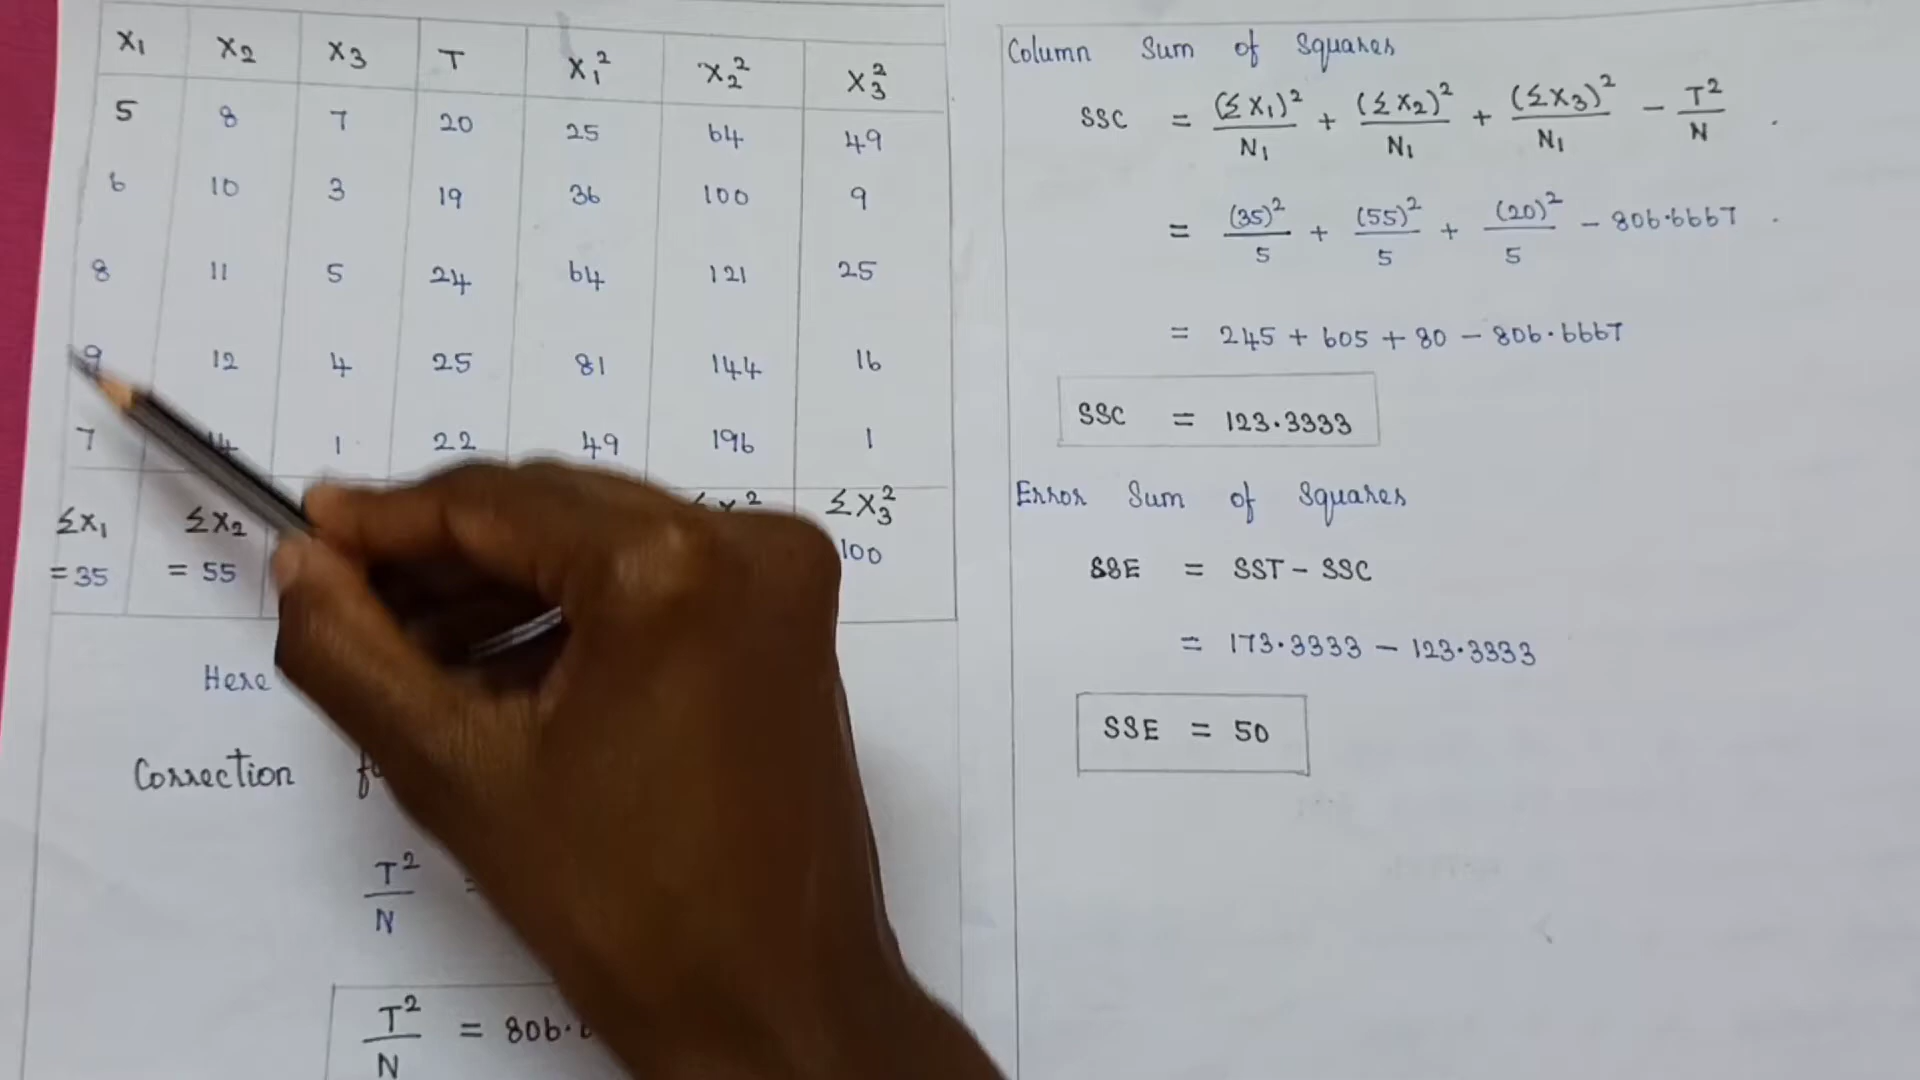 X₁ X₂ X₃ T X₁² X₂² X₃²
5 8 7 20 25 64 49
6 10 3 19 36 100 9
8 11 5 24 64 121 25
9 12 4 25 81 144 16
7 14 1 22 49 196 1
ΣX₁ ΣX₂ ΣX₃²
= 35 = 55 100
Here
Correction
T²/N =
T²/N = 806.
Column Sum of Squares
SSC = (ΣX₁)²/N₁ + (ΣX₂)²/N₁ + (ΣX₃)²/N₁ - T²/N .
= (35)²/5 + (55)²/5 + (20)²/5 - 806.6667 .
= 245 + 605 + 80 - 806.6667
SSC = 123.3333
Error Sum of Squares
SSE = SST - SSC
= 173.3333 - 123.3333
SSE = 50